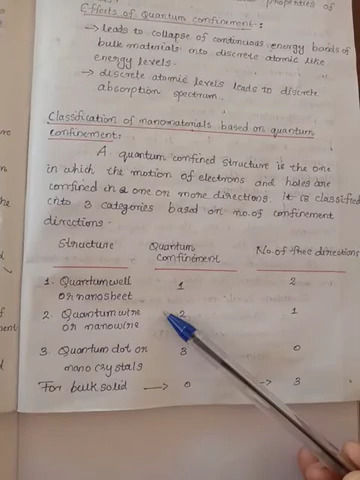 properties of
Effects of Quantum confinement :
→ leads to collapse of continuous energy bands of
bulk materials into discrete atomic like
energy levels.
→ discrete atomic levels leads to discrete
absorption spectrum.
Classification of nanomaterials based on quantum
confinement:
A quantum confined structure is the one
in which the motion of electrons and holes are
confined in one or more directions. it is classified
into 3 categories based on no. of confinement
directions.
Structure Quantum confinement No. of free directions
1. Quantum well or nanosheet 1 2
2. Quantum wire or nanowire 2 1
3. Quantum dot or nano crystals 3 0
For bulk solid → 0 → 3